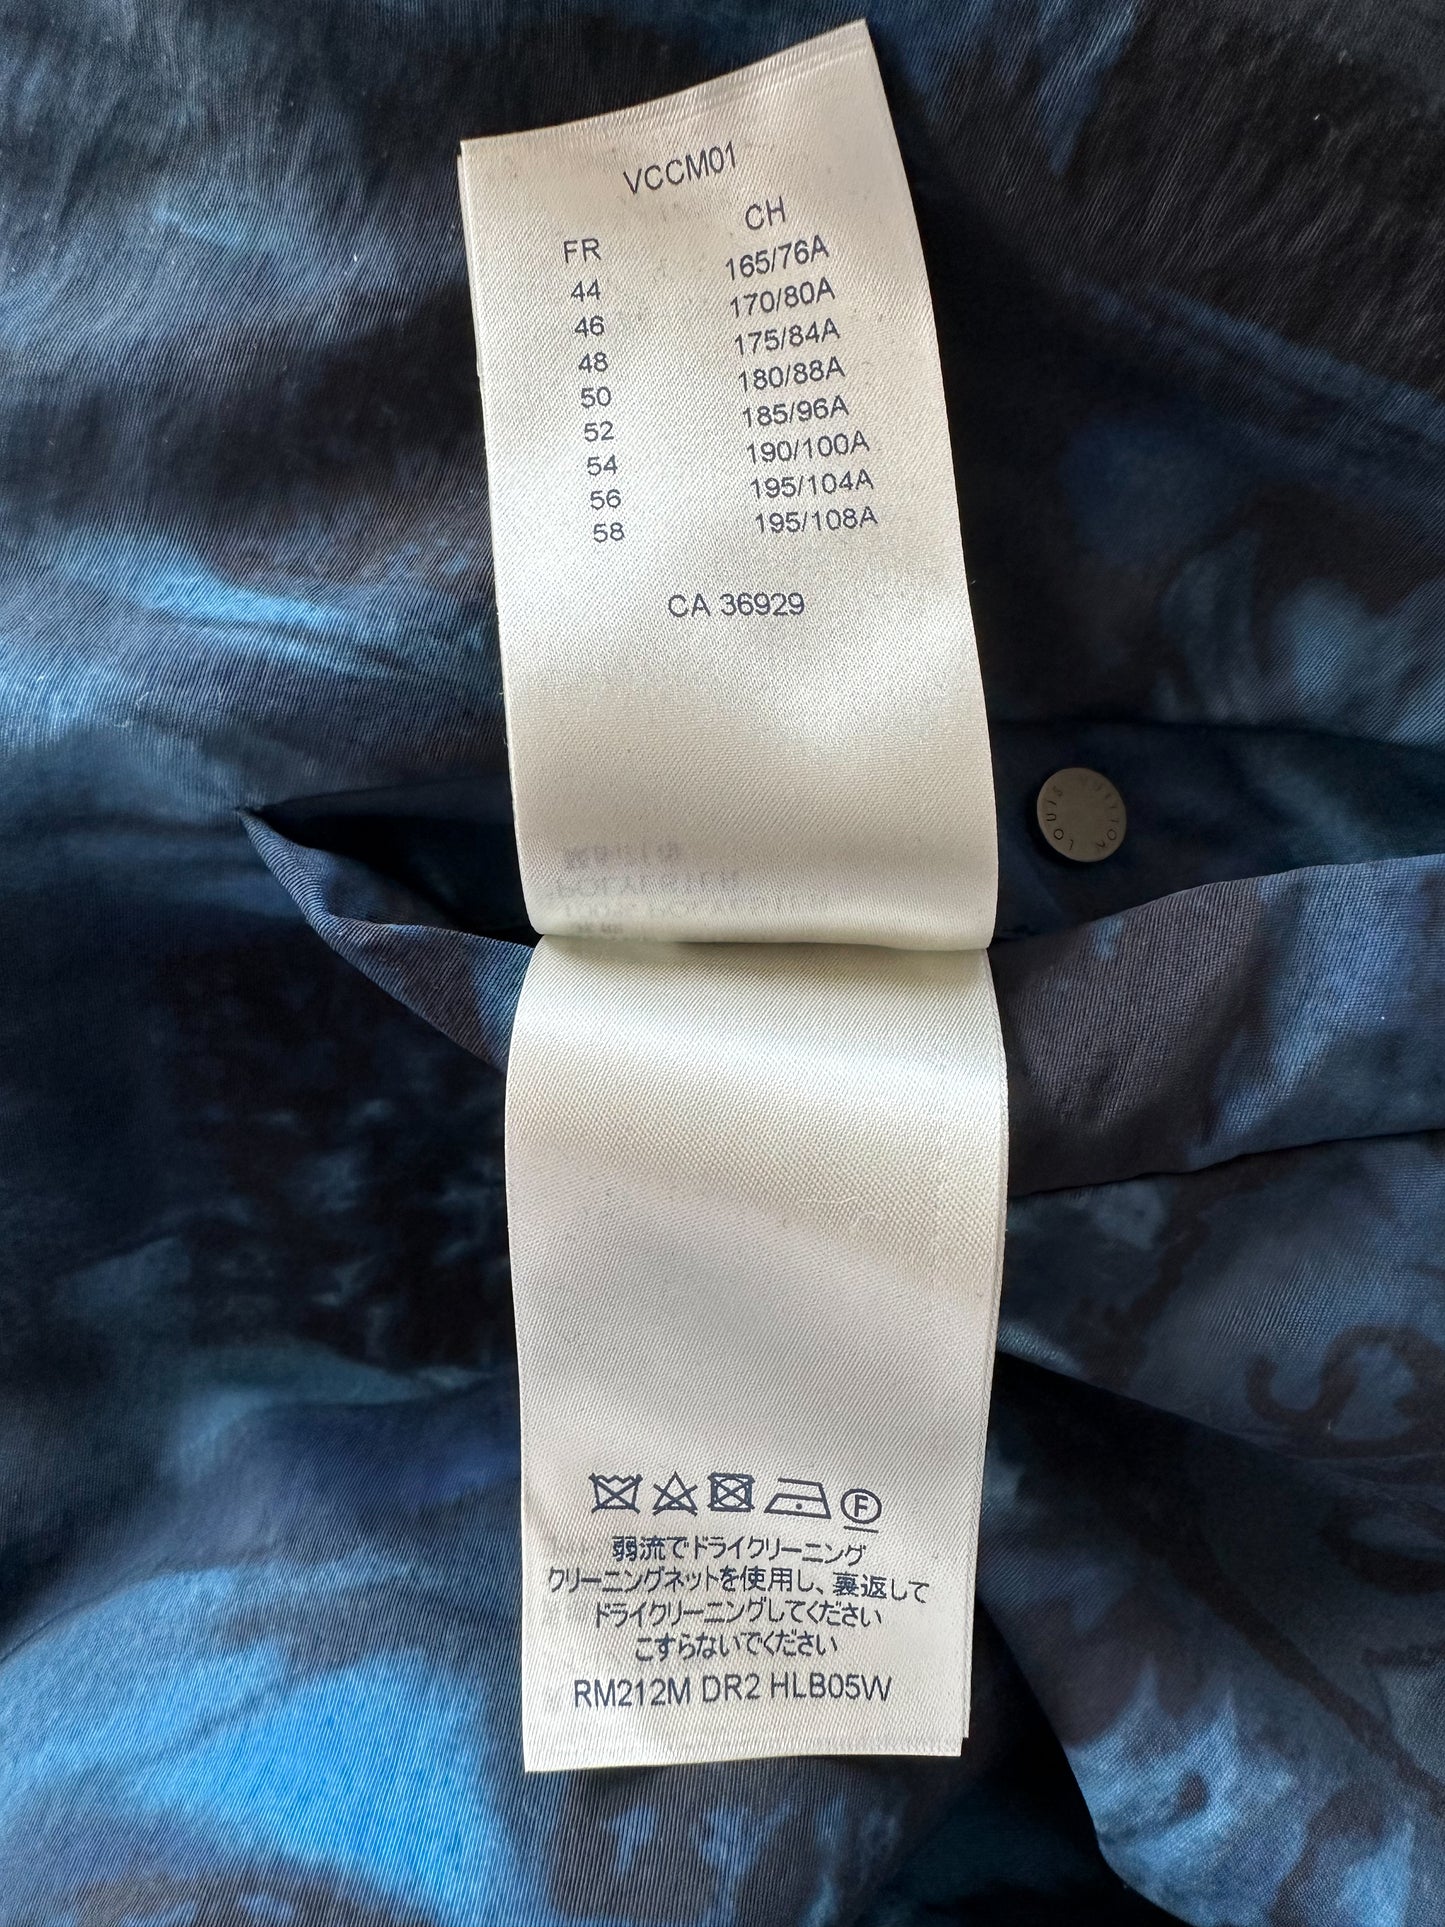 VCCM01
FR CH
44 165/76A
46 170/80A
48 175/84A
50 180/88A
52 185/96A
54 190/100A
56 195/104A
58 195/108A
CA 36929
LOUIS VUITTON
F
弱流でドライクリーニング
クリーニングネットを使用し、裏返して
ドライクリーニングしてください
こすらないでください
RM212M DR2 HLB05W